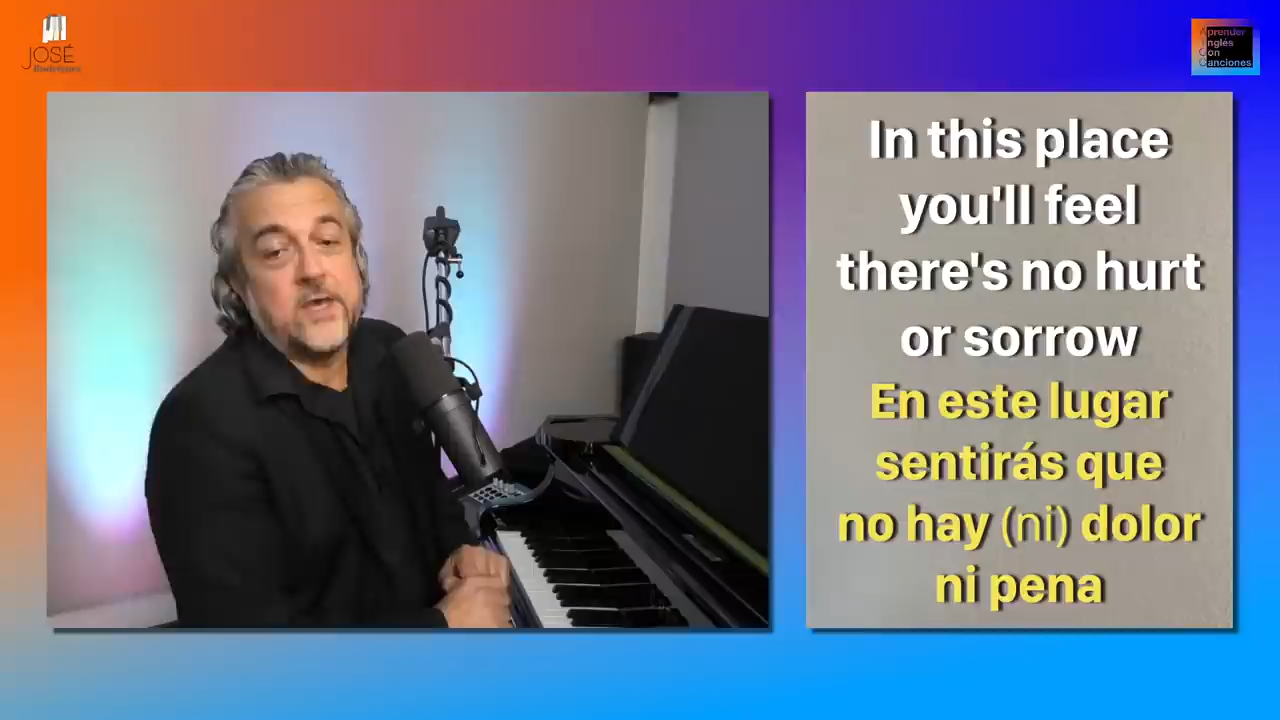 JOSÉ
Rodríguez
Aprender
Inglés
Con
Canciones
In this place
you'll feel
there's no hurt
or sorrow
En este lugar
sentirás que
no hay (ni) dolor
ni pena